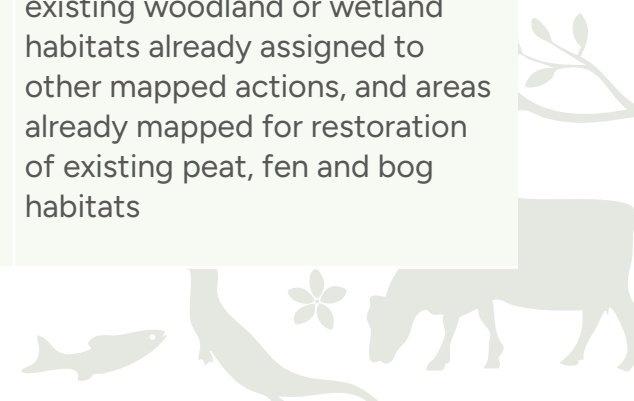 existing woodland or wetland
habitats already assigned to
other mapped actions, and areas
already mapped for restoration
of existing peat, fen and bog
habitats